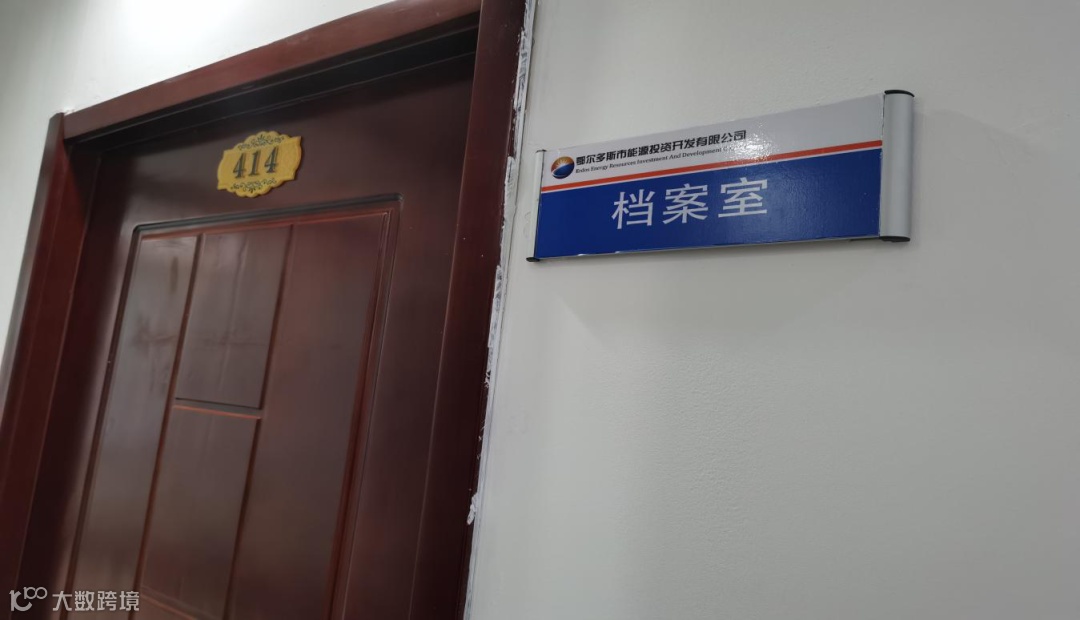 414
鄂尔多斯市能源投资开发有限公司
Energy Resources Investment And Development
档案室
大数跨境